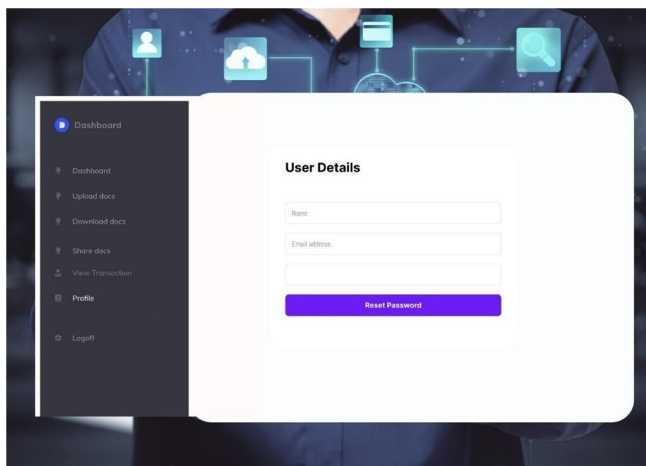 D Dashboard
Dashboard
Upload docs
Download docs
Share docs
View Transaction
Profile
Logoff
User Details
Name
Email address
Reset Password